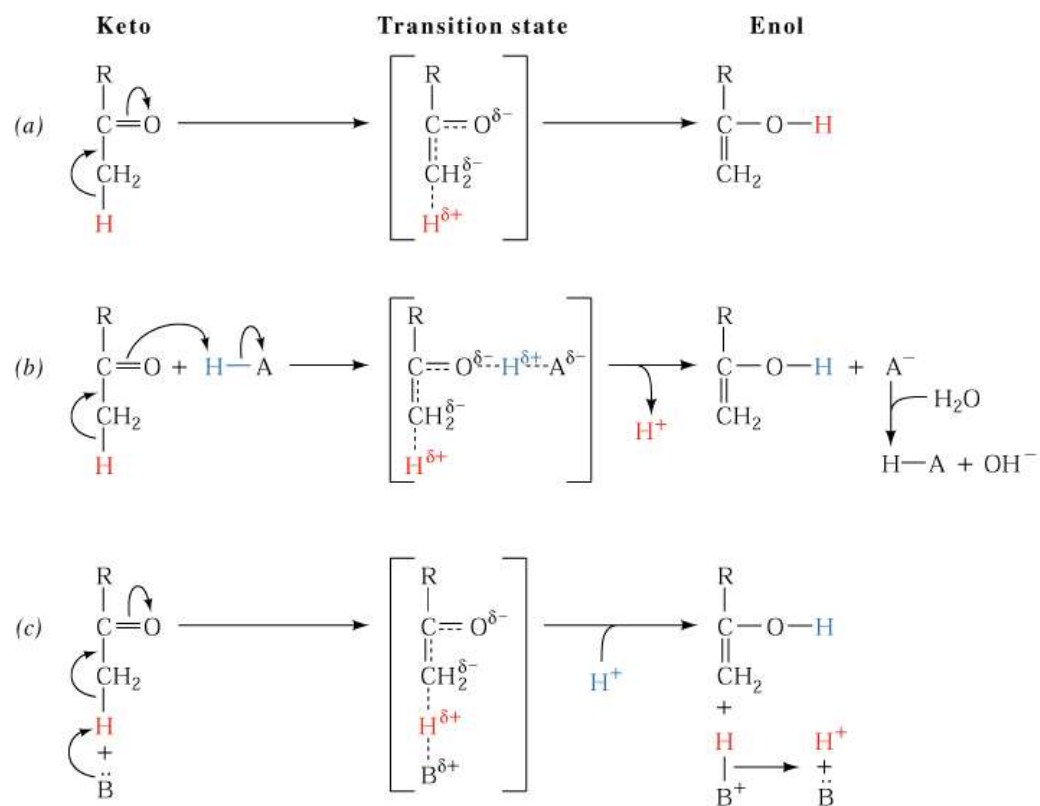 Keto Transition state Enol
R R R
(a) C=O C=O^δ− C—O—H
CH₂ CH₂^δ− CH₂
H H^δ+
R R R
(b) C=O + H—A C=O^δ−---H^δ+---A^δ− C—O—H + A⁻
CH₂ CH₂^δ− H⁺ CH₂ H₂O
H H^δ+ H—A + OH⁻
R R R
(c) C=O C=O^δ− C—O—H
CH₂ CH₂^δ− H⁺ CH₂
H H^δ+ + H H⁺
+ +
B̈ B^δ+ B⁺ B̈